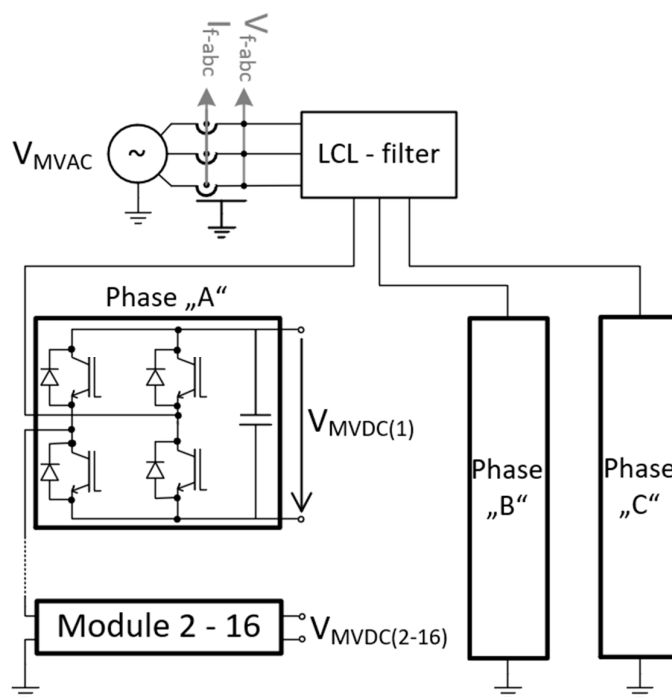 I f-abc
V f-abc
V MVAC
~
LCL - filter
Phase „A“
V MVDC(1)
Phase
„B“
Phase
„C“
Module 2 - 16
V MVDC(2-16)